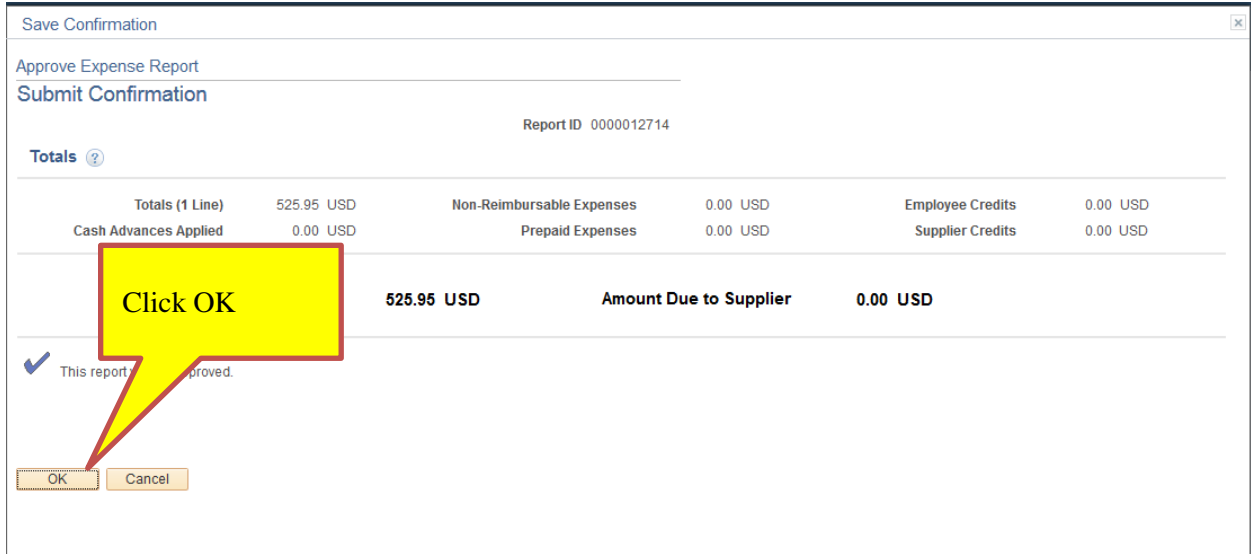 Save Confirmation
Approve Expense Report
Submit Confirmation
Report ID 0000012714
Totals ?
Totals (1 Line) 525.95 USD Non-Reimbursable Expenses 0.00 USD Employee Credits 0.00 USD
Cash Advances Applied 0.00 USD Prepaid Expenses 0.00 USD Supplier Credits 0.00 USD
Click OK
525.95 USD Amount Due to Supplier 0.00 USD
This report
OK Cancel